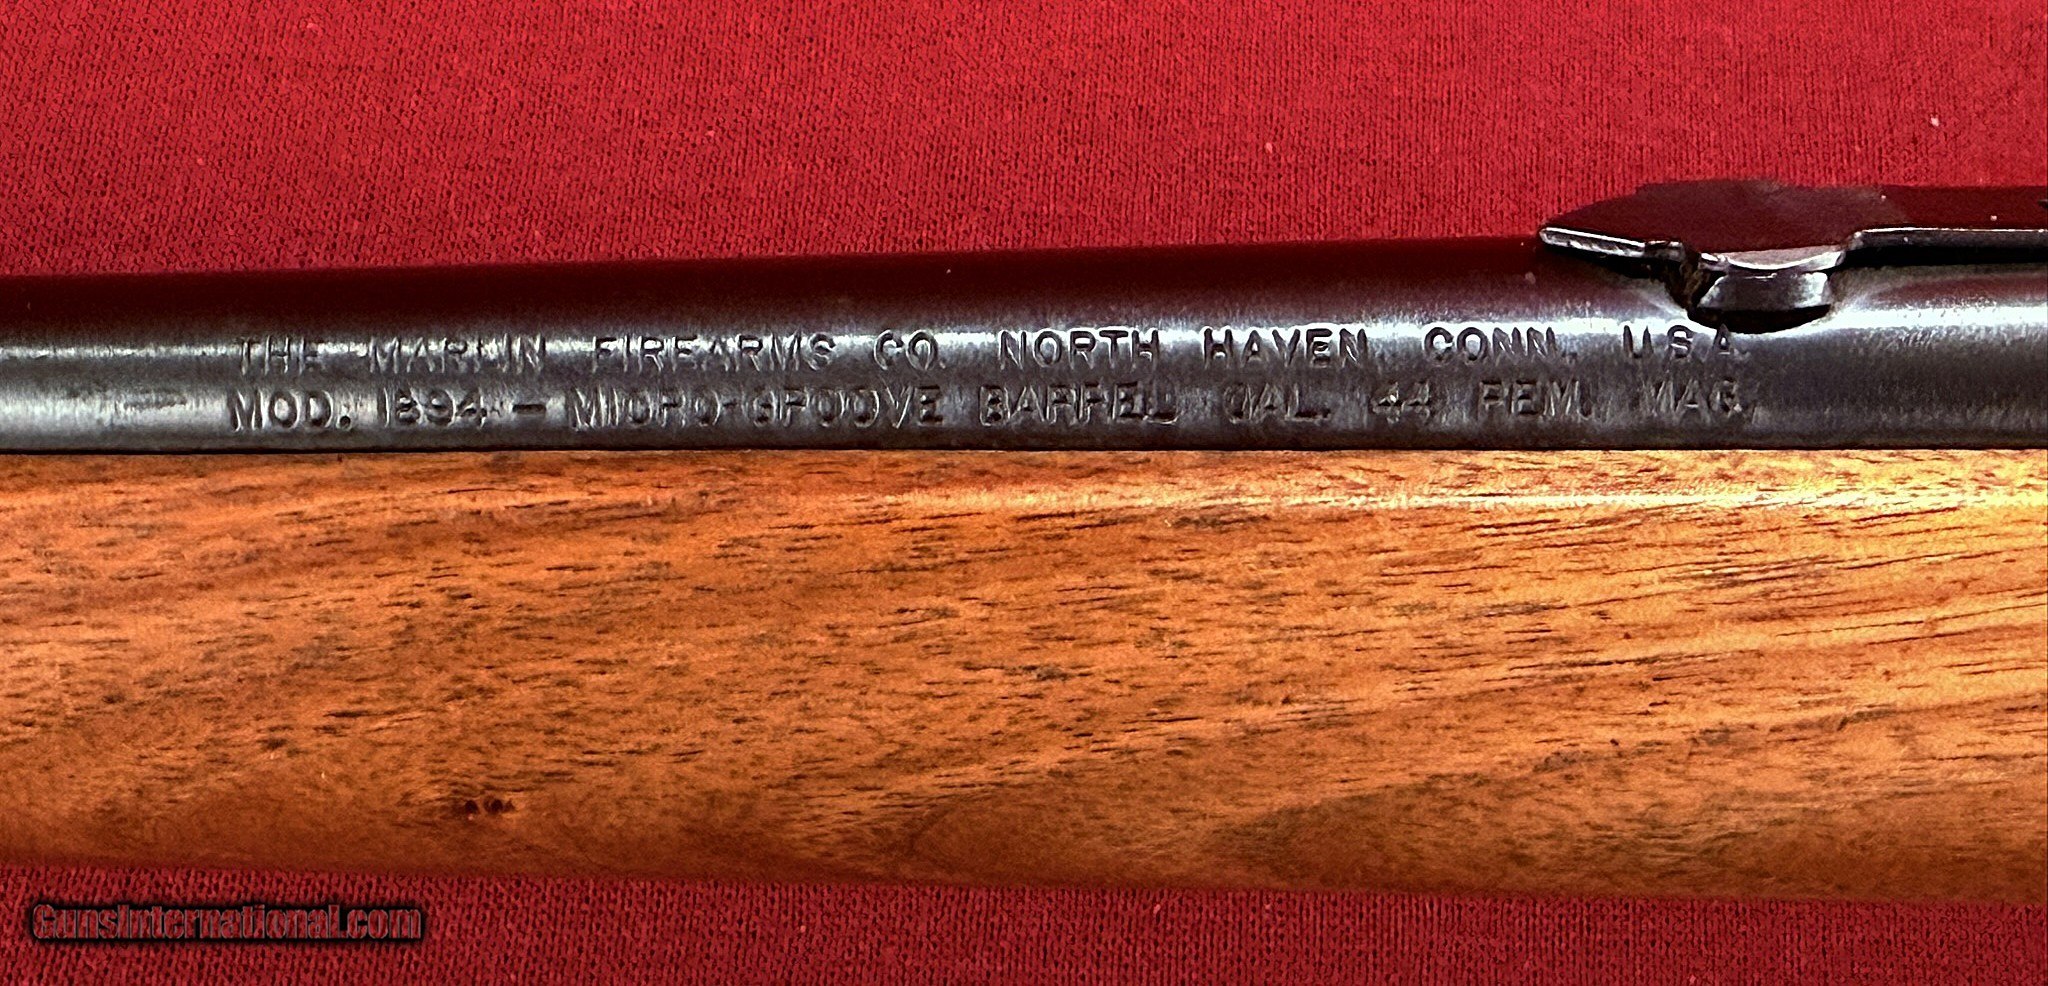 THE MARLIN FIREARMS CO. NORTH HAVEN, CONN. U.S.A.
MOD. 1894 - MICRO-GROOVE BARREL CAL. 44 REM. MAG.
GunsInternational.com